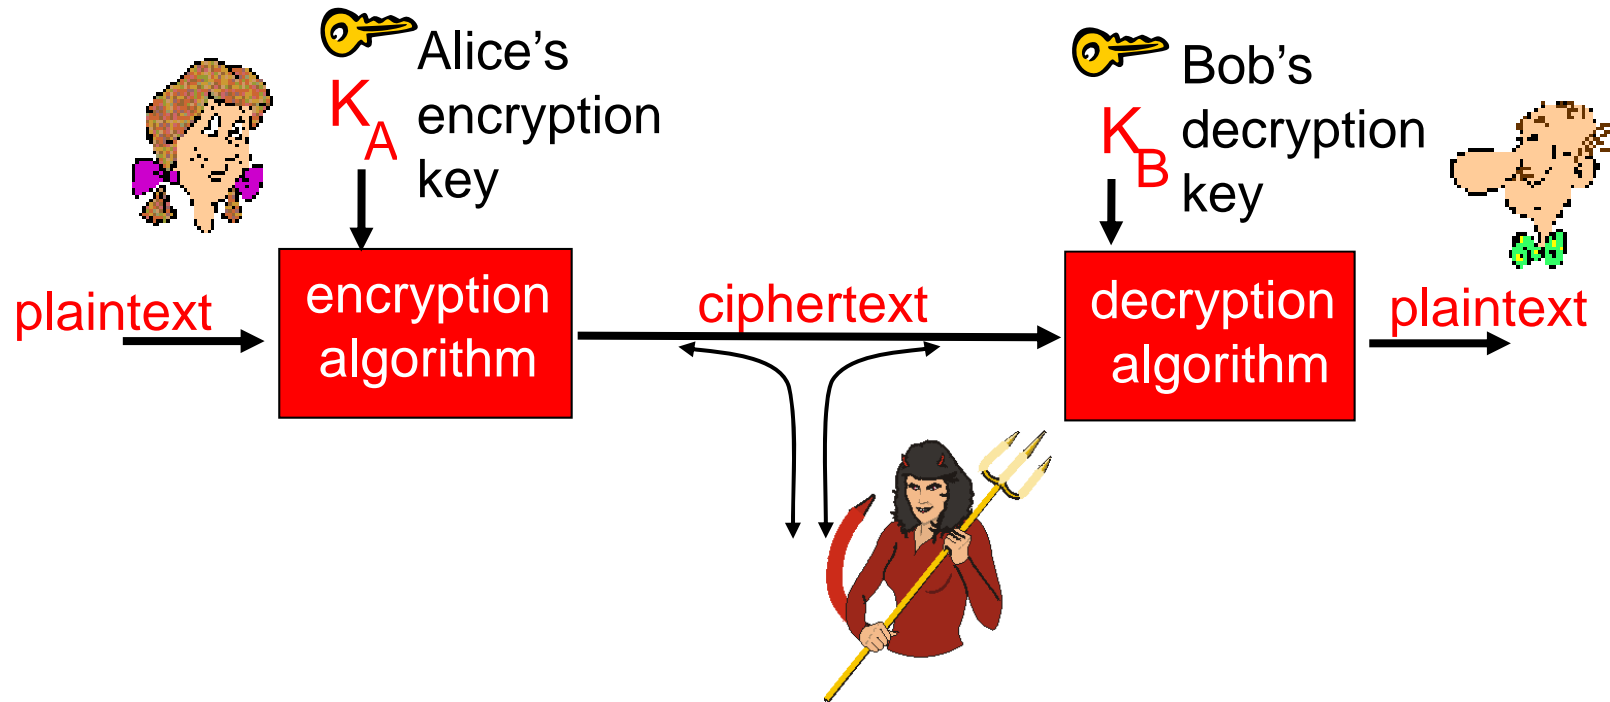 Alice’s
encryption
key
K
A
Bob’s
decryption
key
K
B
plaintext
encryption
algorithm
ciphertext
decryption
algorithm
plaintext